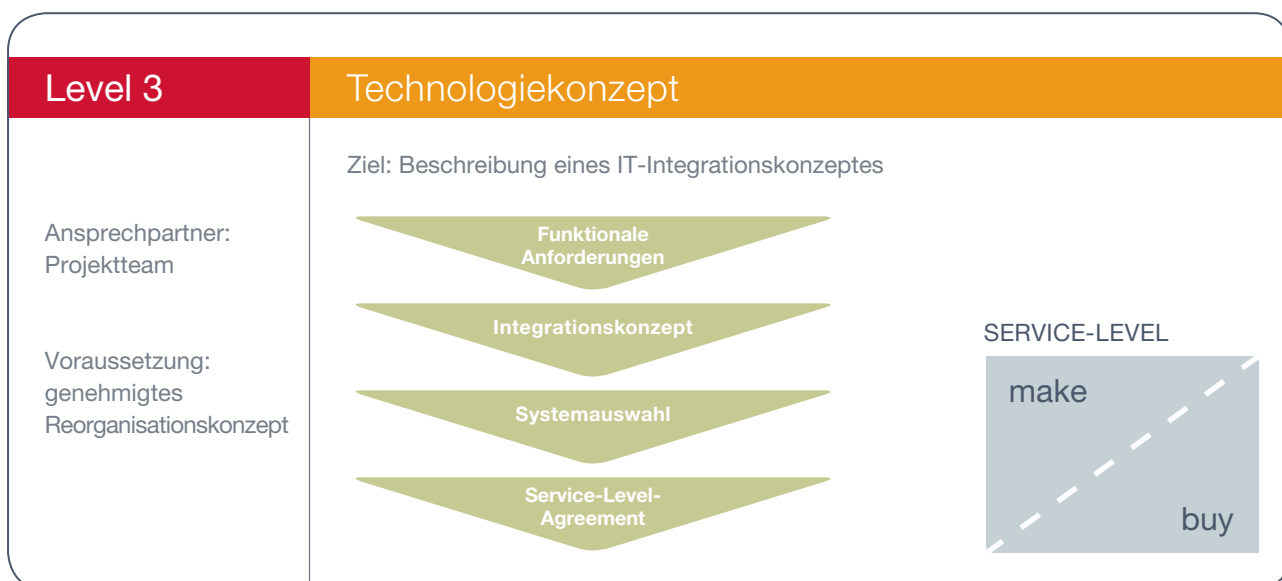 Level 3
Technologiekonzept
Ziel: Beschreibung eines IT-Integrationskonzeptes
Ansprechpartner:
Projektteam
Voraussetzung:
genehmigtes
Reorganisationskonzept
Funktionale
Anforderungen
Integrationskonzept
Systemauswahl
Service-Level-
Agreement
SERVICE-LEVEL
make
buy